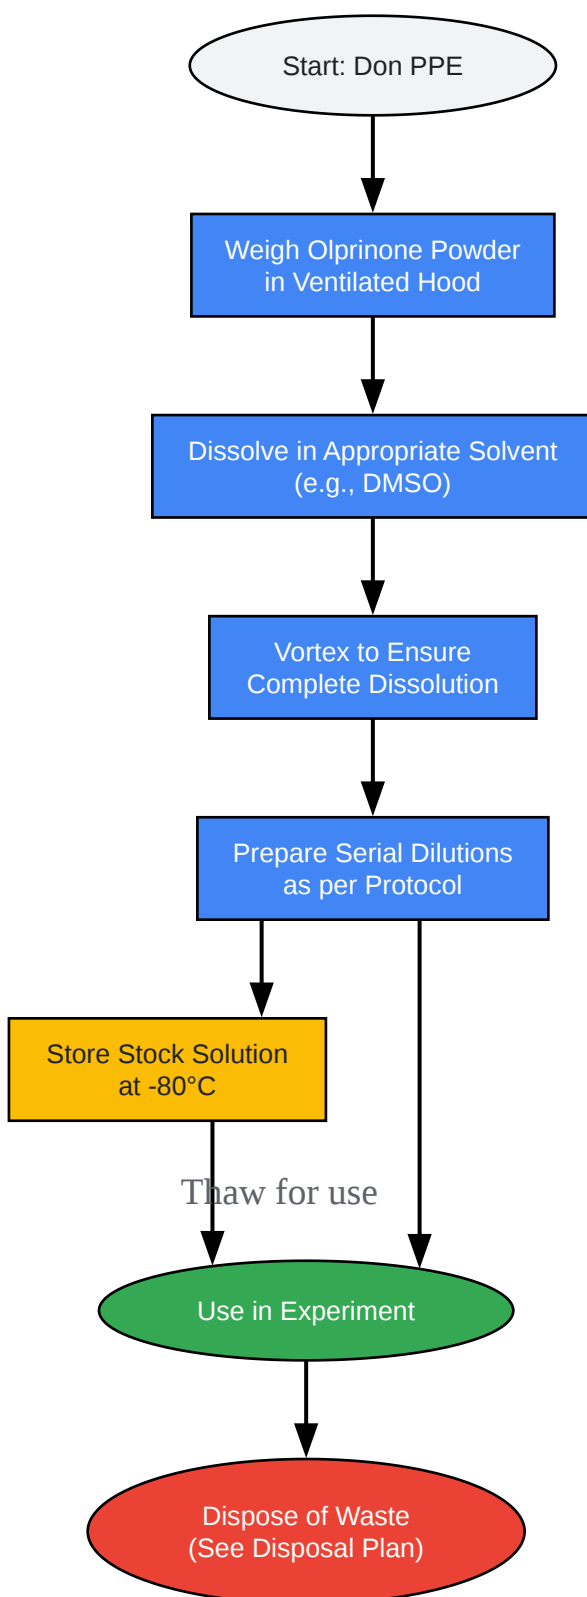 Start: Don PPE
Weigh Olprinone Powder
in Ventilated Hood
Dissolve in Appropriate Solvent
(e.g., DMSO)
Vortex to Ensure
Complete Dissolution
Prepare Serial Dilutions
as per Protocol
Store Stock Solution
at -80°C
Thaw for use
Use in Experiment
Dispose of Waste
(See Disposal Plan)